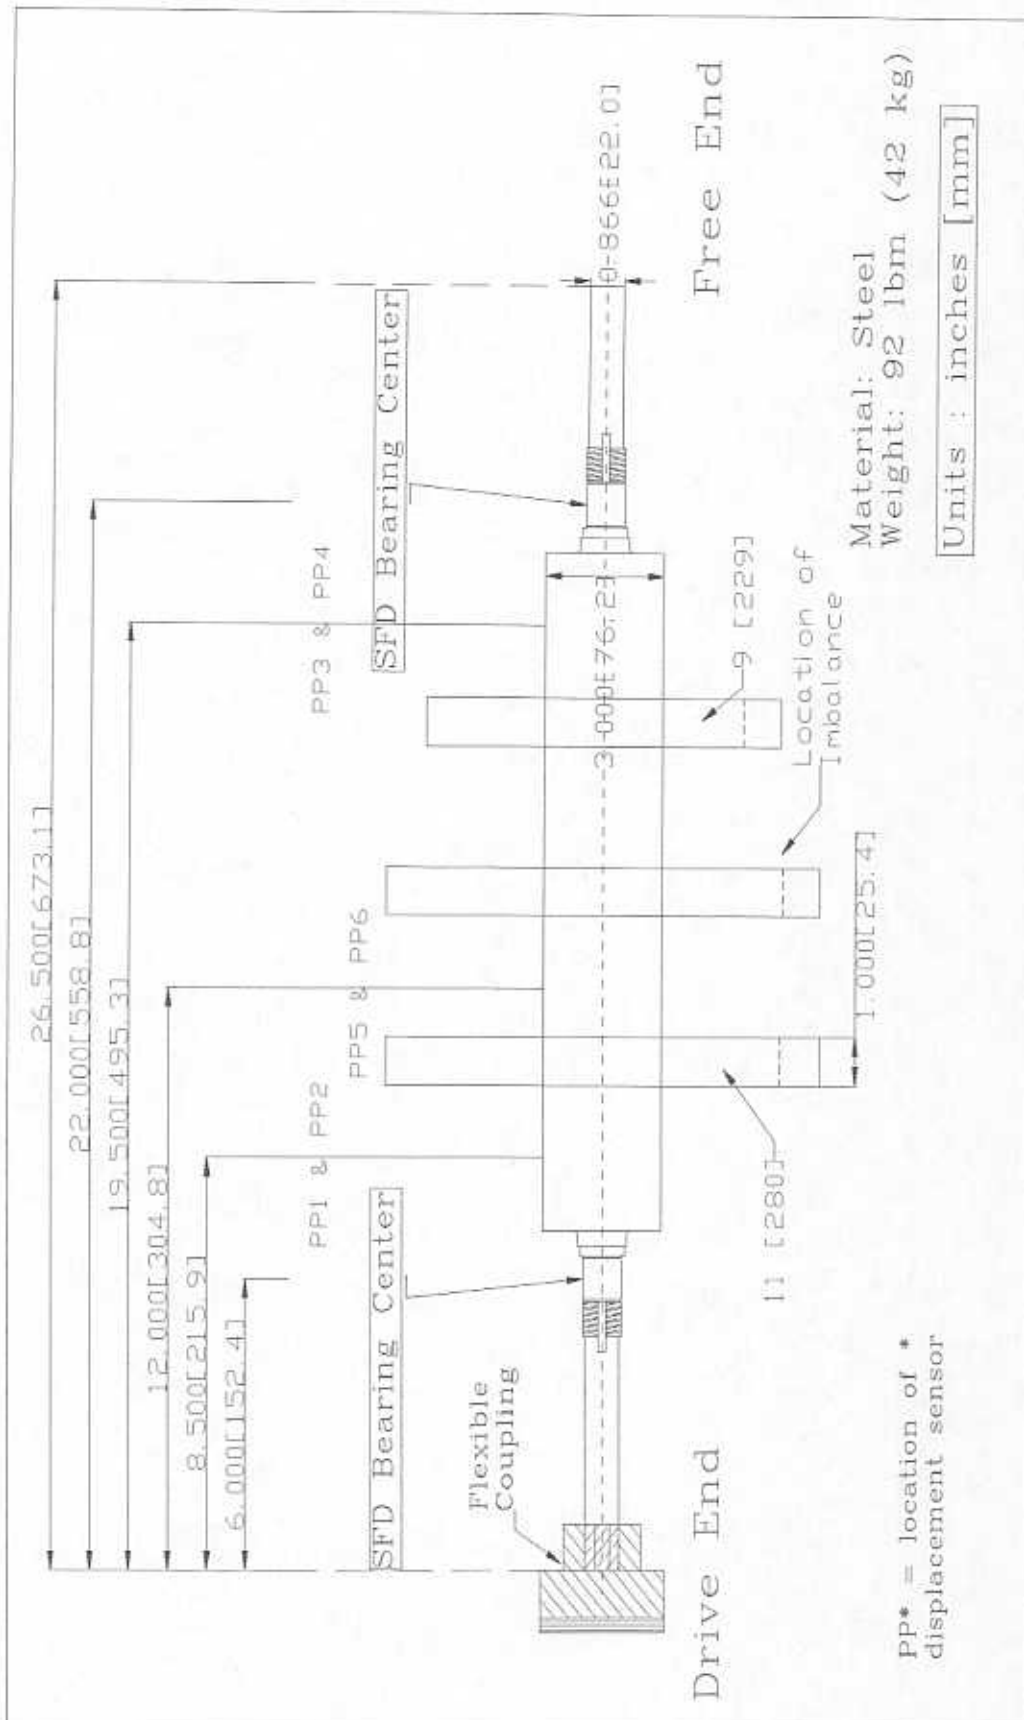 26.500[673.1]
22.000[558.8]
19.500[495.3]
12.000[304.8]
8.500[215.9]
6.000[152.4]
PP1 & PP2
PP5 & PP6
PP3 & PP4
SFD Bearing Center
SFD Bearing Center
Flexible
Coupling
3.000[76.2]
0.866[22.0]
Drive End
Free End
11 [280]
9 [229]
1.000[25.4]
Location of
Imbalance
Material: Steel
Weight: 92 lbm (42 kg)
Units : inches [mm]
PP* = location of *
displacement sensor